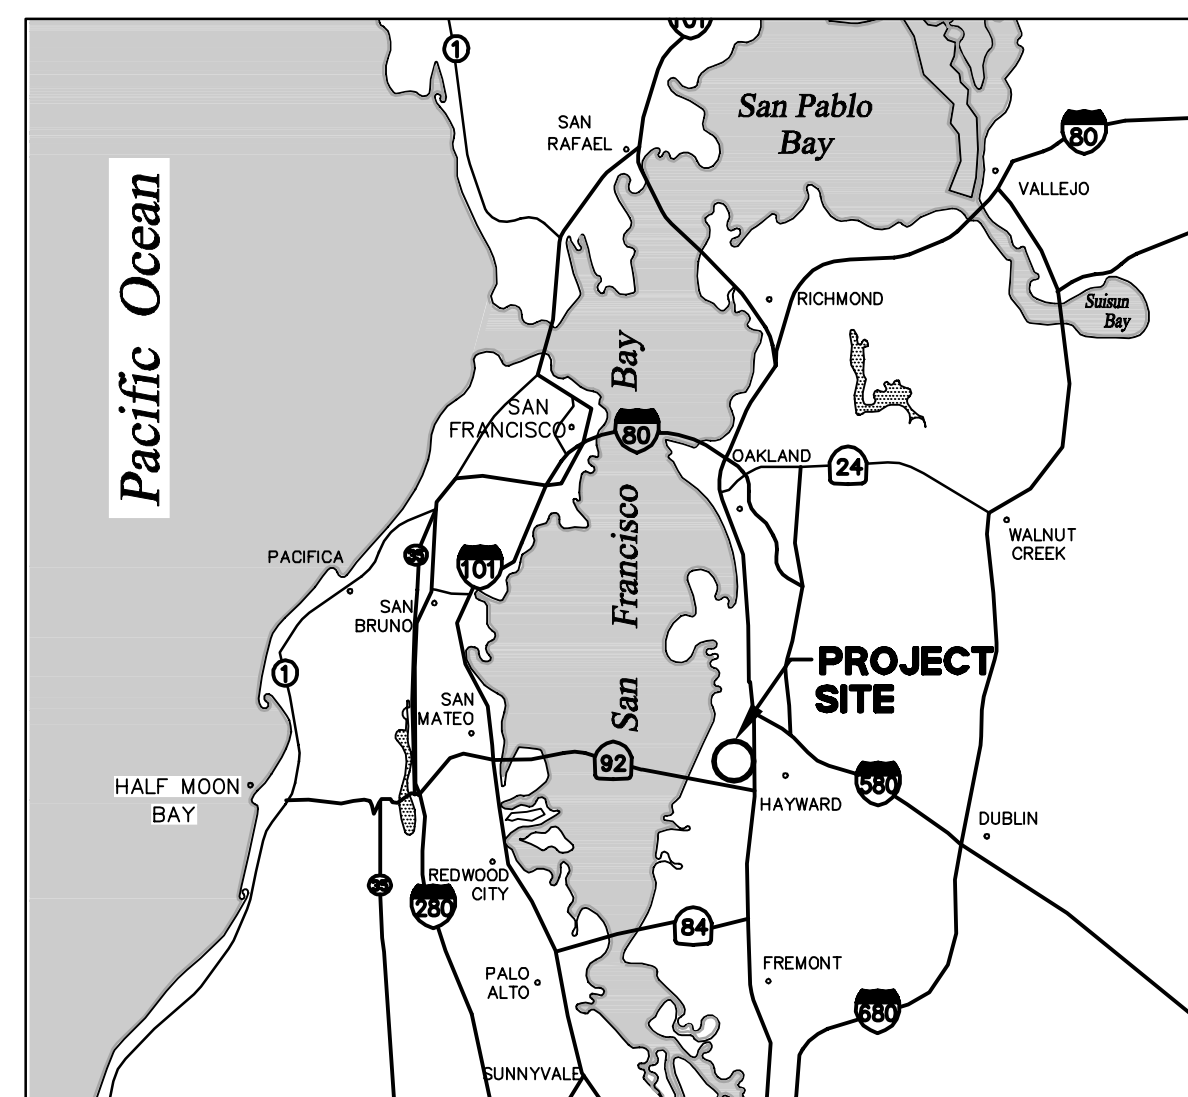 101
1
San Pablo
Bay
SAN
RAFAEL
80
VALLEJO
Pacific Ocean
RICHMOND
Suisun
Bay
San Francisco Bay
SAN
FRANCISCO
80
OAKLAND
24
WALNUT
CREEK
PACIFICA
35
101
SAN
BRUNO
1
PROJECT
SITE
SAN
MATEO
92
HALF MOON
BAY
580
HAYWARD
DUBLIN
REDWOOD
CITY
35
280
84
PALO
ALTO
FREMONT
680
SUNNYVALE